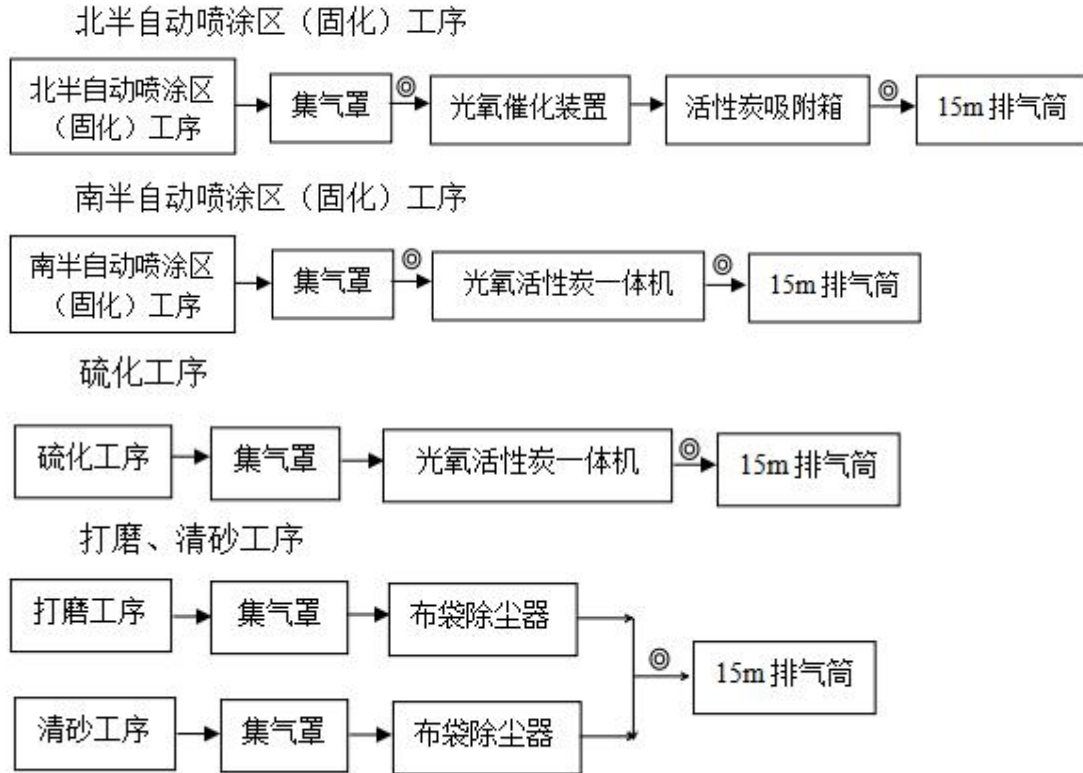 北半自动喷涂区（固化）工序
北半自动喷涂区
（固化）工序
集气罩
◎
光氧催化装置
活性炭吸附箱
◎
15m 排气筒
南半自动喷涂区（固化）工序
南半自动喷涂区
（固化）工序
集气罩
◎
光氧活性炭一体机
◎
15m 排气筒
硫化工序
硫化工序
集气罩
光氧活性炭一体机
◎
15m 排气筒
打磨、清砂工序
打磨工序
集气罩
布袋除尘器
◎
15m 排气筒
清砂工序
集气罩
布袋除尘器